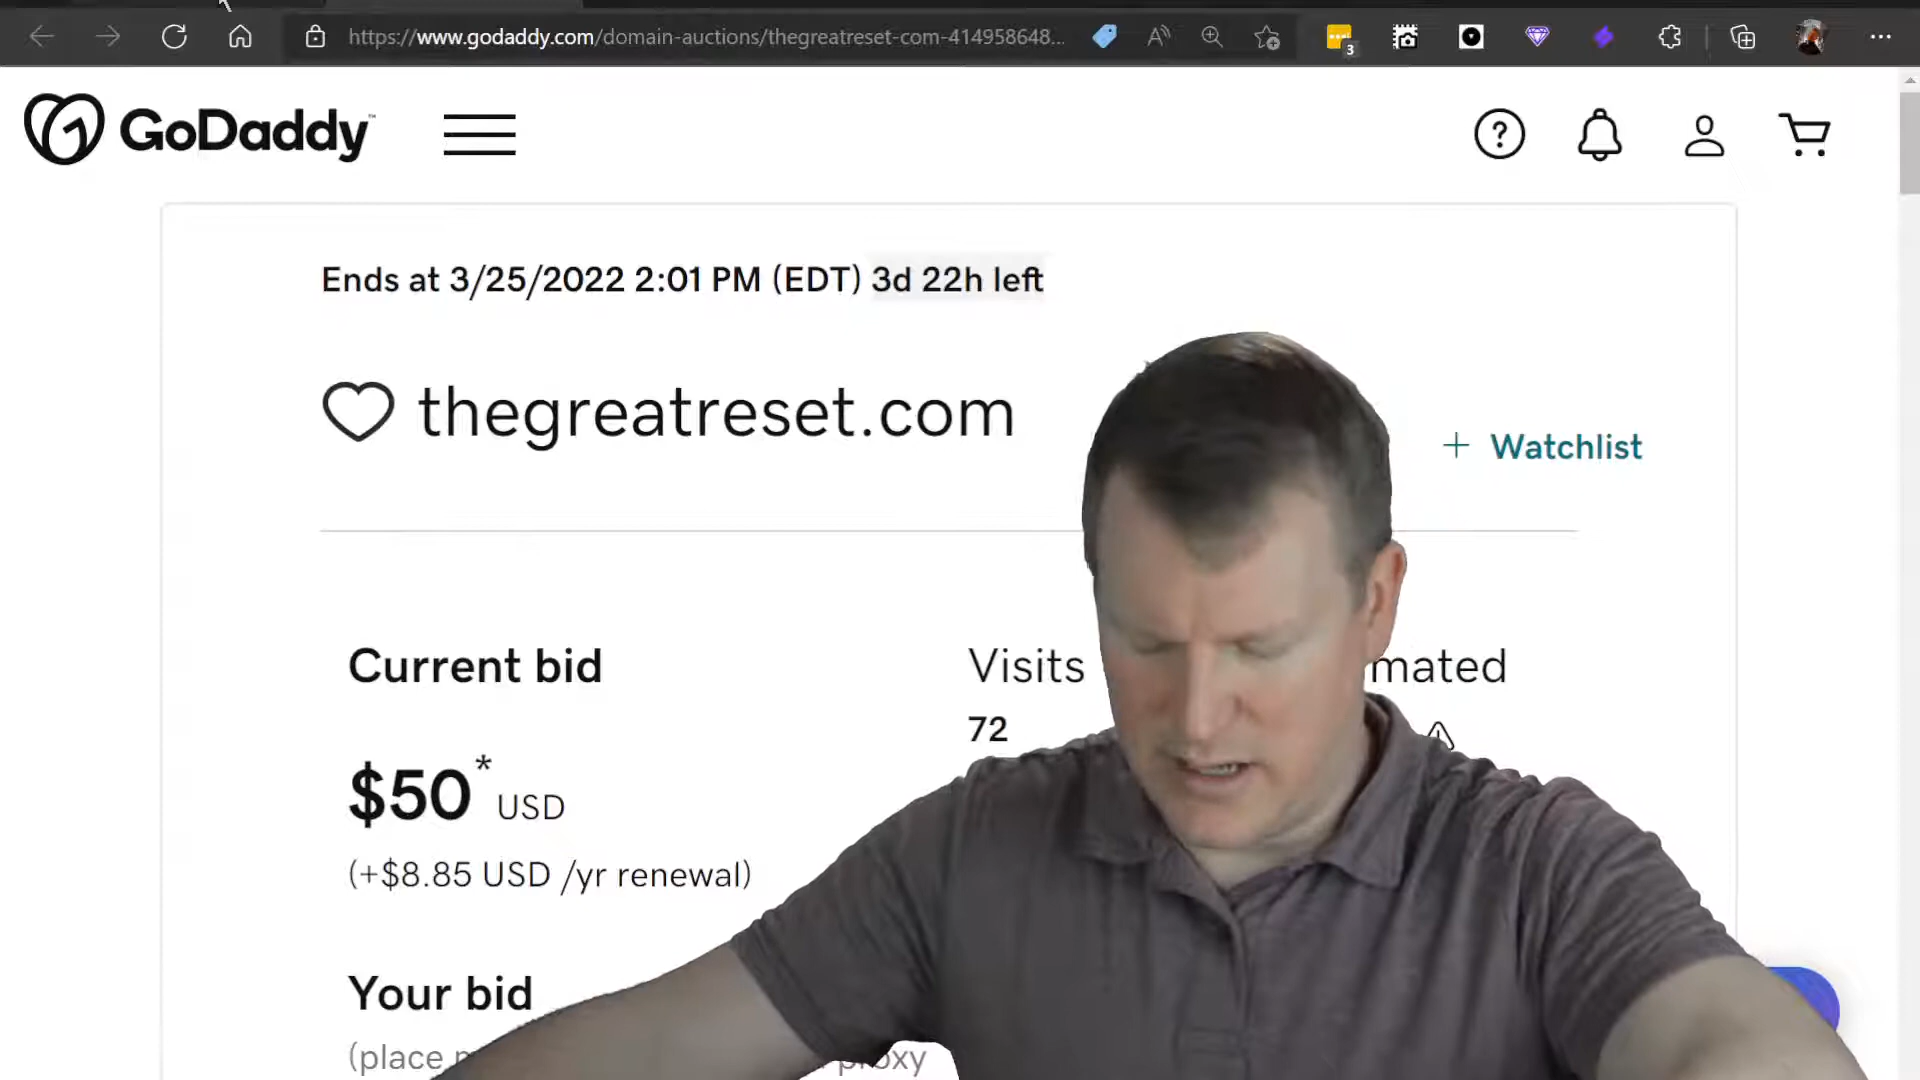 https://www.godaddy.com/domain-auctions/thegreatreset-com-414958648...
3
GoDaddy™
Ends at 3/25/2022 2:01 PM (EDT) 3d 22h left
thegreatreset.com
+ Watchlist
Current bid
Visits
mated
72
$50* USD
(+$8.85 USD /yr renewal)
Your bid
(place